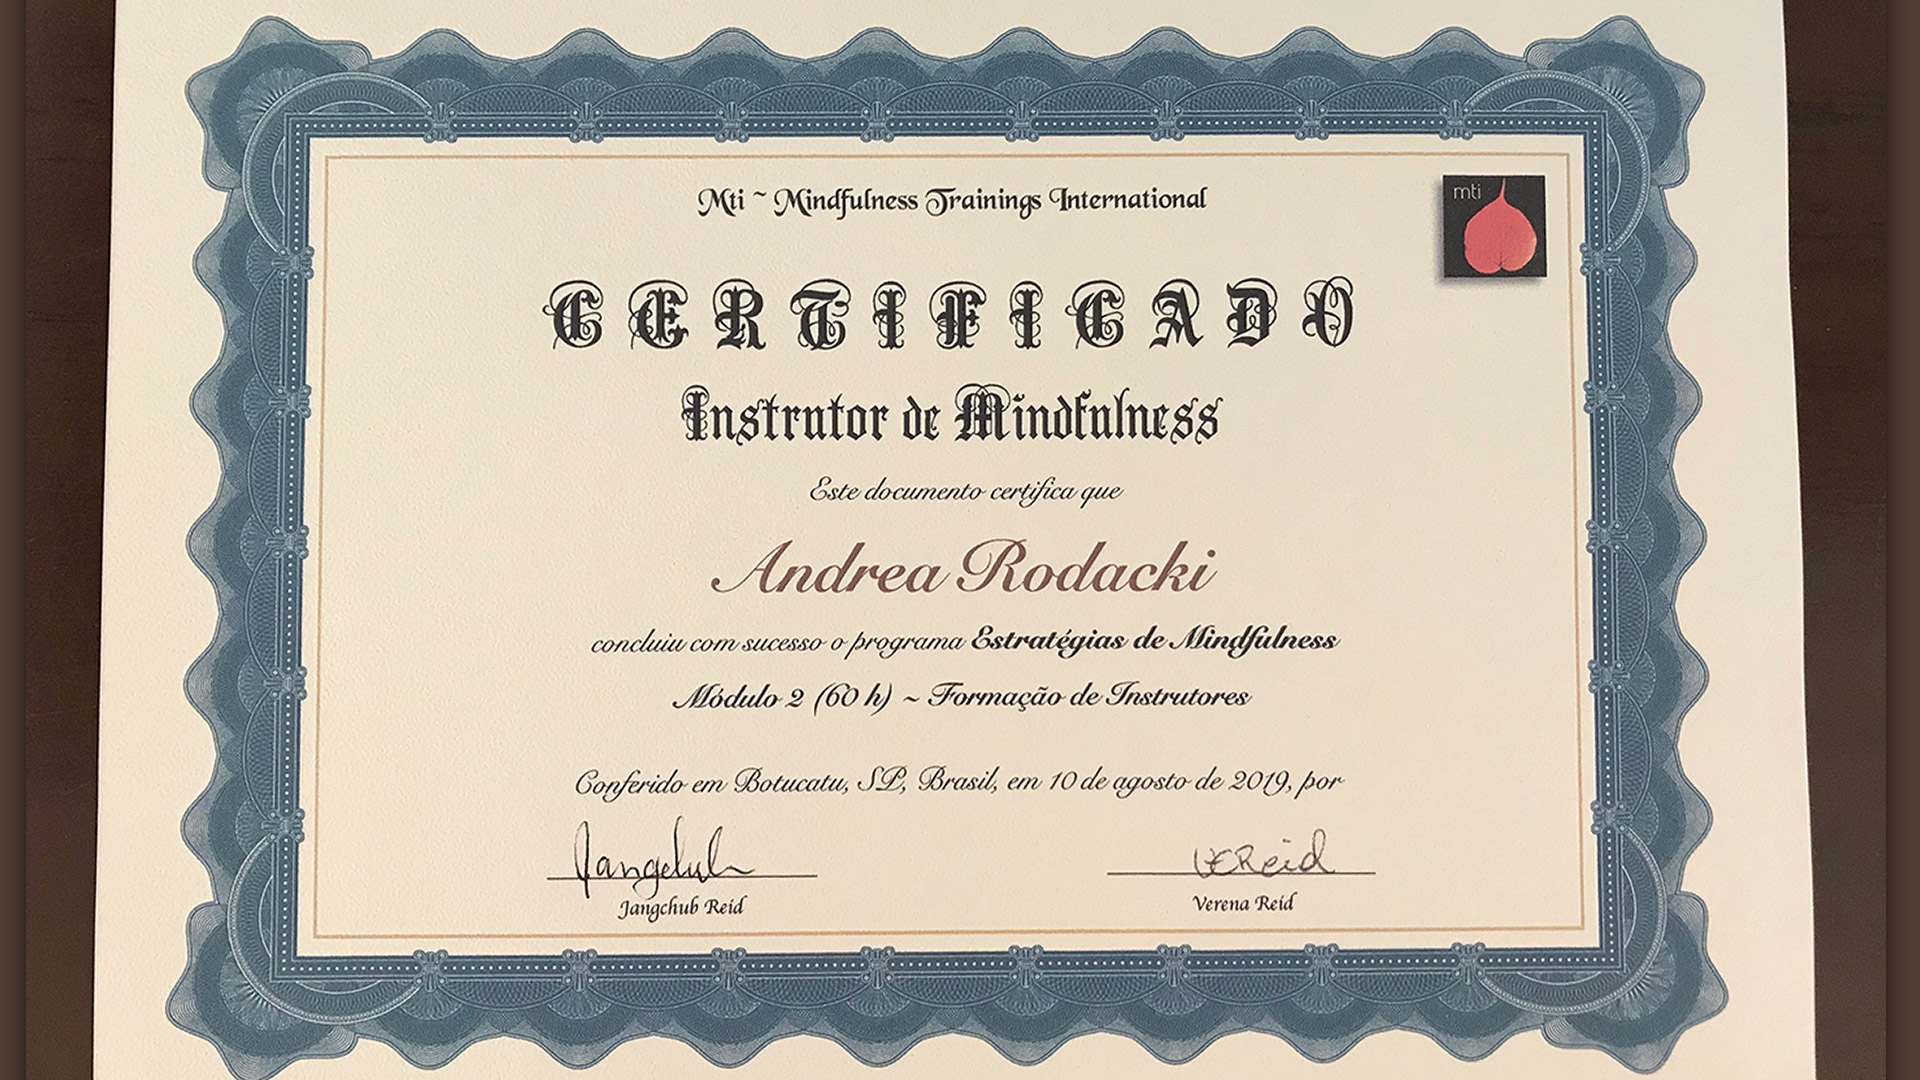 Mti ~ Mindfulness Trainings International
mti
CERTIFICADO
Instrutor de Mindfulness
Este documento certifica que
Andrea Rodacki
concluiu com sucesso o programa Estratégias de Mindfulness
Módulo 2 (60 h) ~ Formação de Instrutores
Conferido em Botucatu, SP, Brasil, em 10 de agosto de 2019, por
Jangchub VEReid
Jangchub Reid Verena Reid